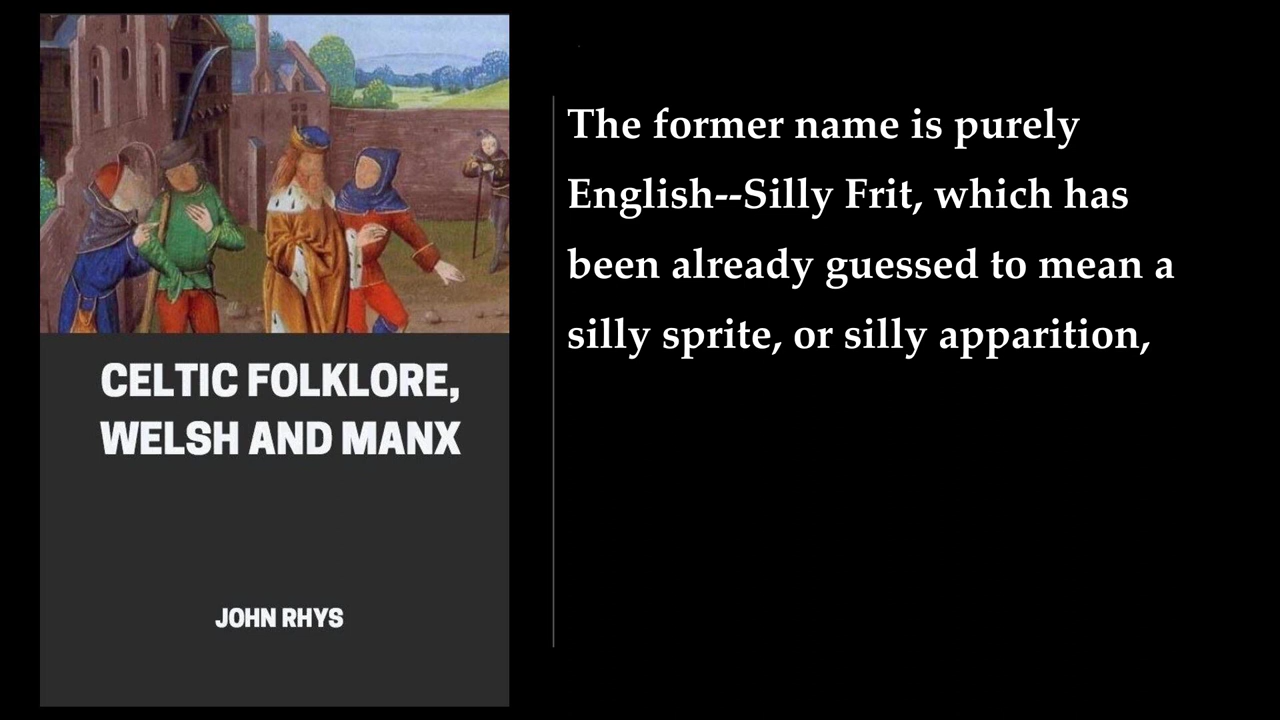 CELTIC FOLKLORE,
WELSH AND MANX
JOHN RHYS
The former name is purely
English--Silly Frit, which has
been already guessed to mean a
silly sprite, or silly apparition,